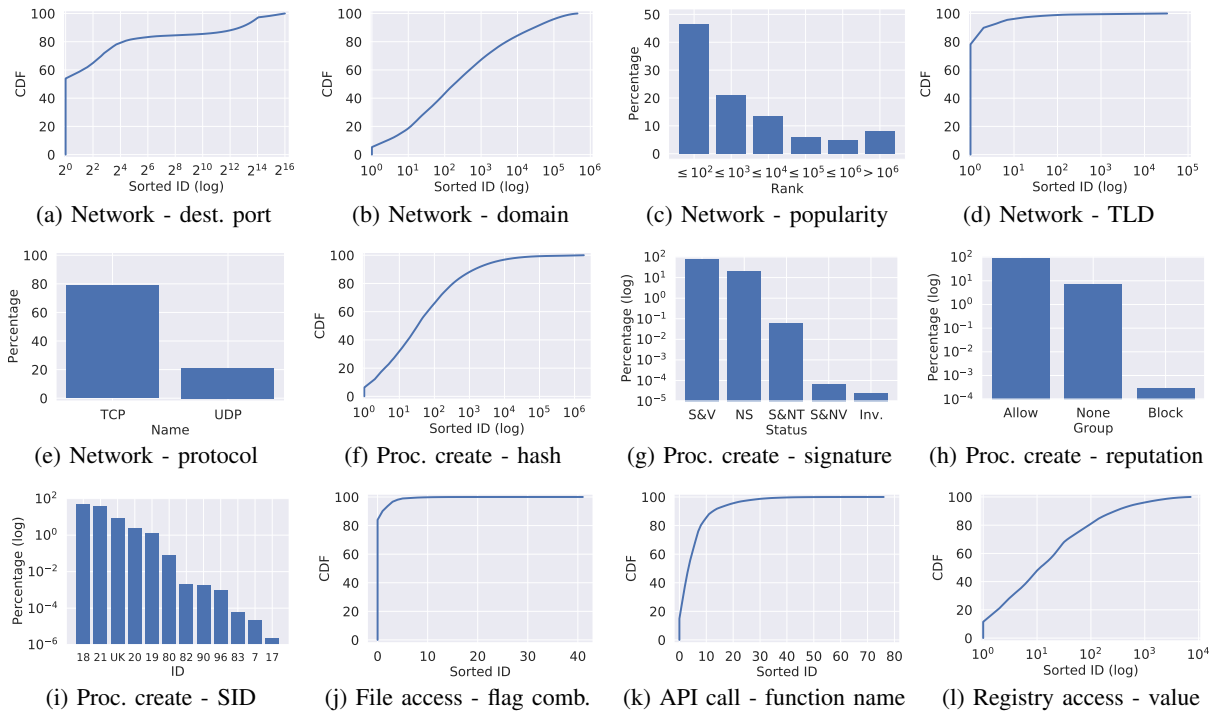 CDF
100
80
60
40
20
0
2^0 2^2 2^4 2^6 2^8 2^10 2^12 2^14 2^16
Sorted ID (log)
(a) Network - dest. port
CDF
100
80
60
40
20
0
10^0 10^1 10^2 10^3 10^4 10^5 10^6
Sorted ID (log)
(b) Network - domain
Percentage
50
40
30
20
10
0
≤ 10^2 ≤ 10^3 ≤ 10^4 ≤ 10^5 ≤ 10^6 > 10^6
Rank
(c) Network - popularity
CDF
100
80
60
40
20
0
10^0 10^1 10^2 10^3 10^4 10^5
Sorted ID (log)
(d) Network - TLD
Percentage
100
80
60
40
20
0
TCP UDP
Name
(e) Network - protocol
CDF
100
80
60
40
20
0
10^0 10^1 10^2 10^3 10^4 10^5 10^6
Sorted ID (log)
(f) Proc. create - hash
Percentage (log)
10^2
10^1
10^0
10^−1
10^−2
10^−3
10^−4
10^−5
S&V NS S&NT S&NV Inv.
Status
(g) Proc. create - signature
Percentage (log)
10^2
10^1
10^0
10^−1
10^−2
10^−3
10^−4
Allow None Block
Group
(h) Proc. create - reputation
Percentage (log)
10^2
10^0
10^−2
10^−4
10^−6
18 21 UK 20 19 80 82 90 96 83 7 17
ID
(i) Proc. create - SID
CDF
100
80
60
40
20
0
0 10 20 30 40
Sorted ID
(j) File access - flag comb.
CDF
100
80
60
40
20
0
0 10 20 30 40 50 60 70 80
Sorted ID
(k) API call - function name
CDF
100
80
60
40
20
0
10^0 10^1 10^2 10^3 10^4
Sorted ID (log)
(l) Registry access - value